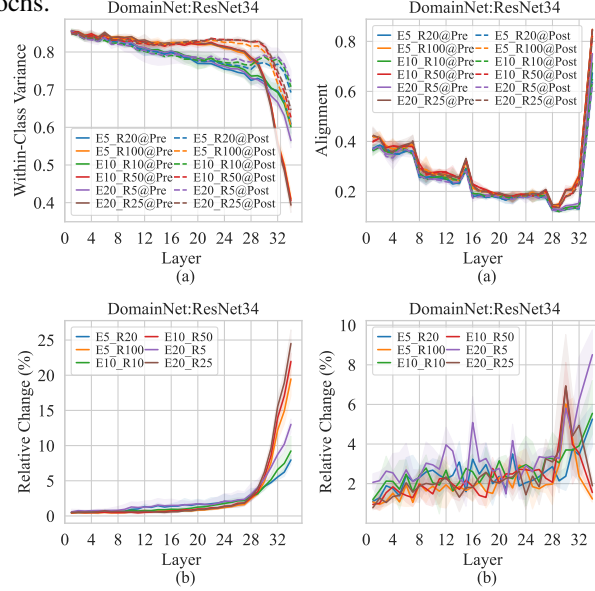 ochs.
DomainNet:ResNet34
Within-Class Variance
0.8
0.7
0.6
0.5
0.4
E5_R20@Pre E5_R20@Post
E5_R100@Pre E5_R100@Post
E10_R10@Pre E10_R10@Post
E10_R50@Pre E10_R50@Post
E20_R5@Pre E20_R5@Post
E20_R25@Pre E20_R25@Post
0 4 8 12 16 20 24 28 32
Layer
(a)
DomainNet:ResNet34
Alignment
0.8
0.6
0.4
0.2
E5_R20@Pre E5_R20@Post
E5_R100@Pre E5_R100@Post
E10_R10@Pre E10_R10@Post
E10_R50@Pre E10_R50@Post
E20_R5@Pre E20_R5@Post
E20_R25@Pre E20_R25@Post
0 4 8 12 16 20 24 28 32
Layer
(a)
DomainNet:ResNet34
Relative Change (%)
25
20
15
10
5
0
E5_R20 E10_R50
E5_R100 E20_R5
E10_R10 E20_R25
0 4 8 12 16 20 24 28 32
Layer
(b)
DomainNet:ResNet34
Relative Change (%)
10
8
6
4
2
E5_R20 E10_R50
E5_R100 E20_R5
E10_R10 E20_R25
0 4 8 12 16 20 24 28 32
Layer
(b)